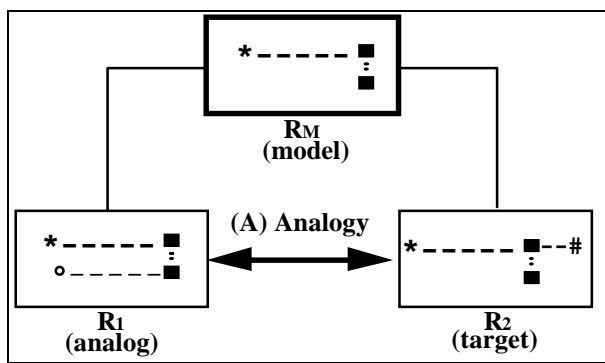 RM
(model)
(A) Analogy
R1
(analog)
R2
(target)